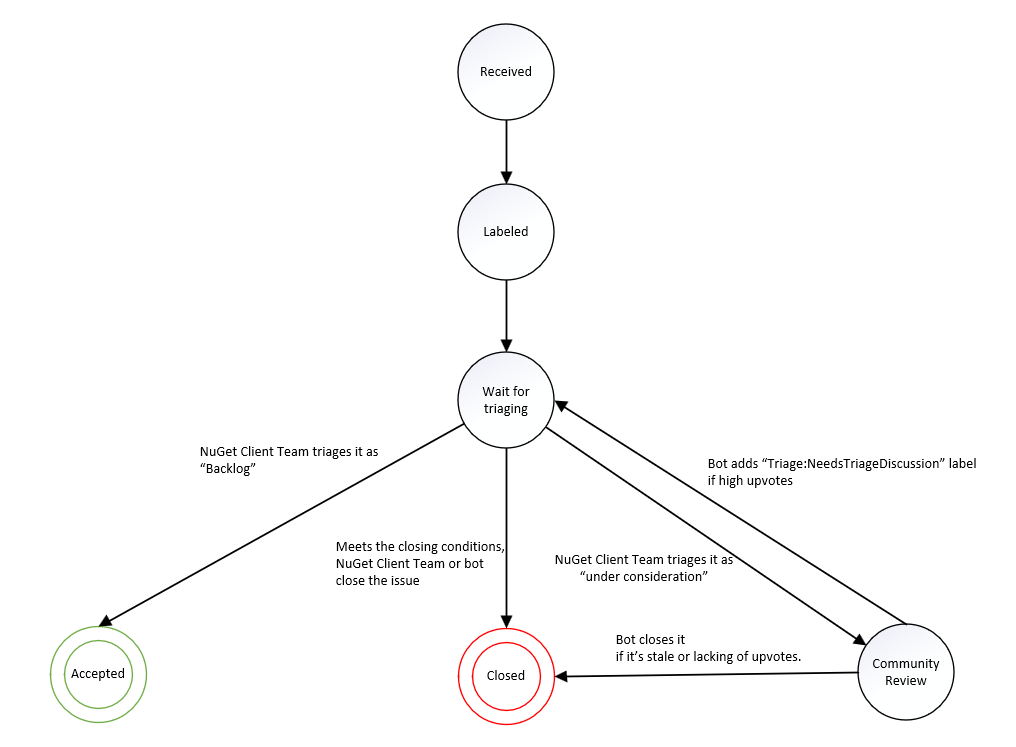 Received
Labeled
Wait for
triaging
NuGet Client Team triages it as
“Backlog”
Bot adds “Triage:NeedsTriageDiscussion” label
if high upvotes
Meets the closing conditions,
NuGet Client Team or bot
close the issue
NuGet Client Team triages it as
“under consideration”
Bot closes it
if it’s stale or lacking of upvotes.
Accepted
Closed
Community
Review